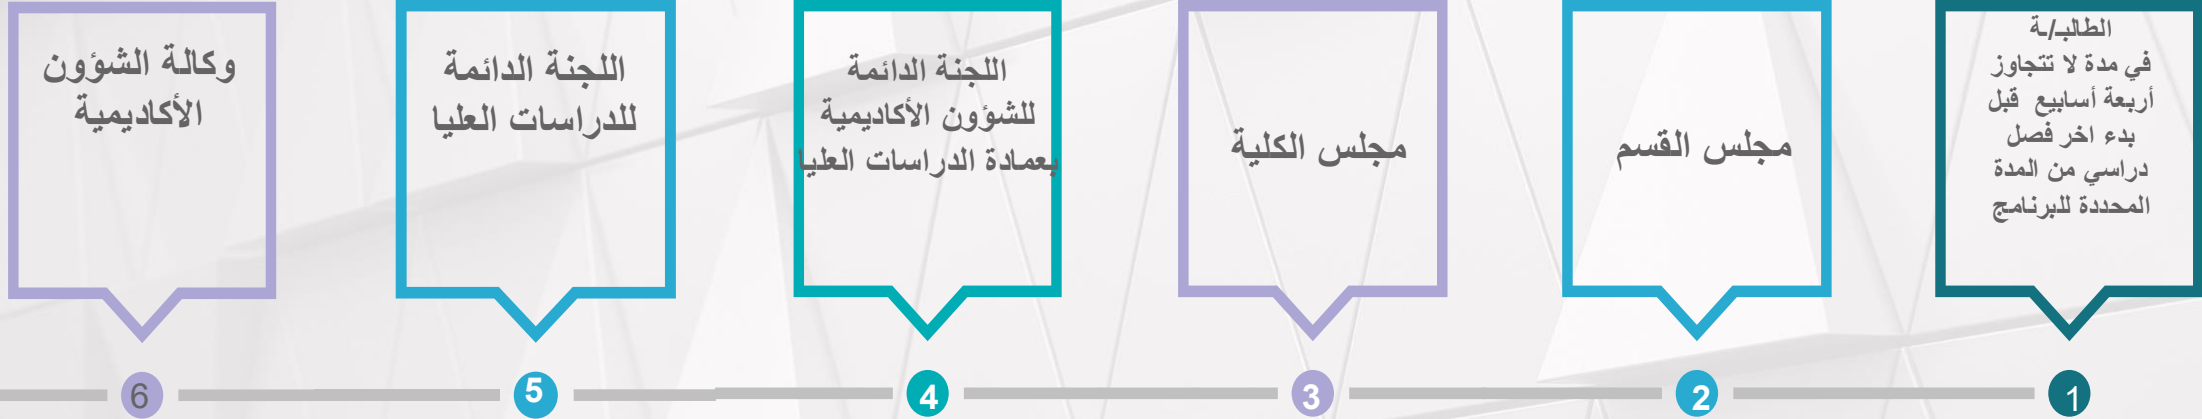 الطالبـ/ـة
في مدة لا تتجاوز
أربعة أسابيع قبل
بدء اخر فصل
دراسي من المدة
المحددة للبرنامج
1
مجلس القسم
2
مجلس الكلية
3
اللجنة الدائمة
للشؤون الأكاديمية
بعمادة الدراسات العليا
4
اللجنة الدائمة
للدراسات العليا
5
وكالة الشؤون
الأكاديمية
6